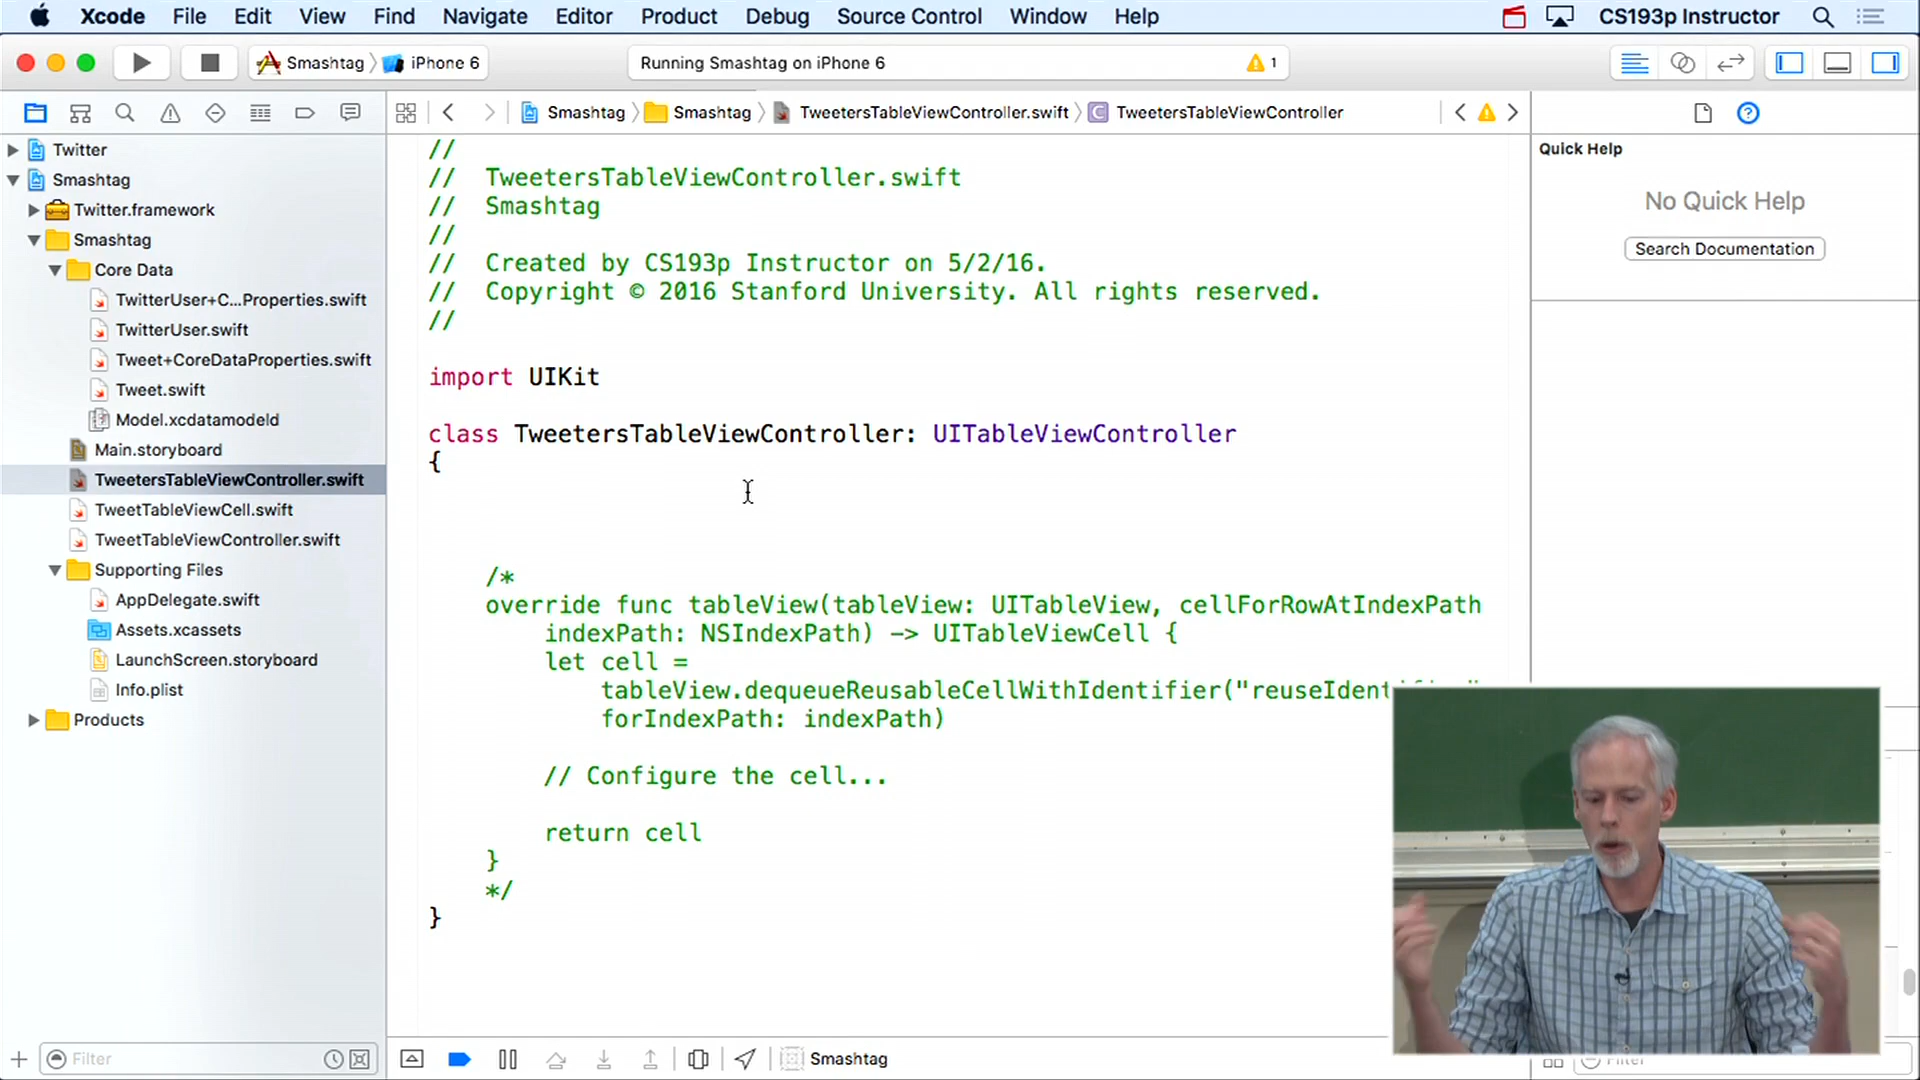 Xcode File Edit View Find Navigate Editor Product Debug Source Control Window Help CS193p Instructor
Smashtag iPhone 6 Running Smashtag on iPhone 6 1
Smashtag Smashtag TweetersTableViewController.swift C TweetersTableViewController
Twitter
Smashtag
Twitter.framework
Smashtag
Core Data
TwitterUser+C...Properties.swift
TwitterUser.swift
Tweet+CoreDataProperties.swift
Tweet.swift
Model.xcdatamodeld
Main.storyboard
TweetersTableViewController.swift
TweetTableViewCell.swift
TweetTableViewController.swift
Supporting Files
AppDelegate.swift
Assets.xcassets
LaunchScreen.storyboard
Info.plist
Products
Filter
//
// TweetersTableViewController.swift
// Smashtag
//
// Created by CS193p Instructor on 5/2/16.
// Copyright © 2016 Stanford University. All rights reserved.
//
import UIKit
class TweetersTableViewController: UITableViewController
{
/*
override func tableView(tableView: UITableView, cellForRowAtIndexPath
indexPath: NSIndexPath) -> UITableViewCell {
let cell =
tableView.dequeueReusableCellWithIdentifier("reuseIdentifier"
forIndexPath: indexPath)
// Configure the cell...
return cell
}
*/
}
Smashtag
Quick Help
No Quick Help
Search Documentation
Filter